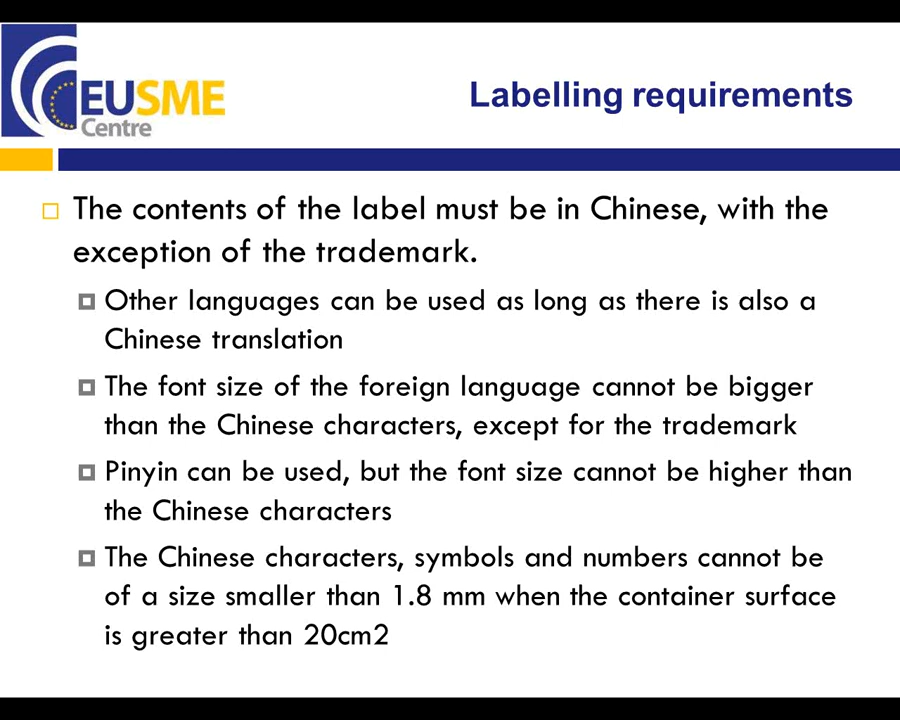 EUSME
Centre
Labelling requirements
The contents of the label must be in Chinese, with the
exception of the trademark.
Other languages can be used as long as there is also a
Chinese translation
The font size of the foreign language cannot be bigger
than the Chinese characters, except for the trademark
Pinyin can be used, but the font size cannot be higher than
the Chinese characters
The Chinese characters, symbols and numbers cannot be
of a size smaller than 1.8 mm when the container surface
is greater than 20cm2